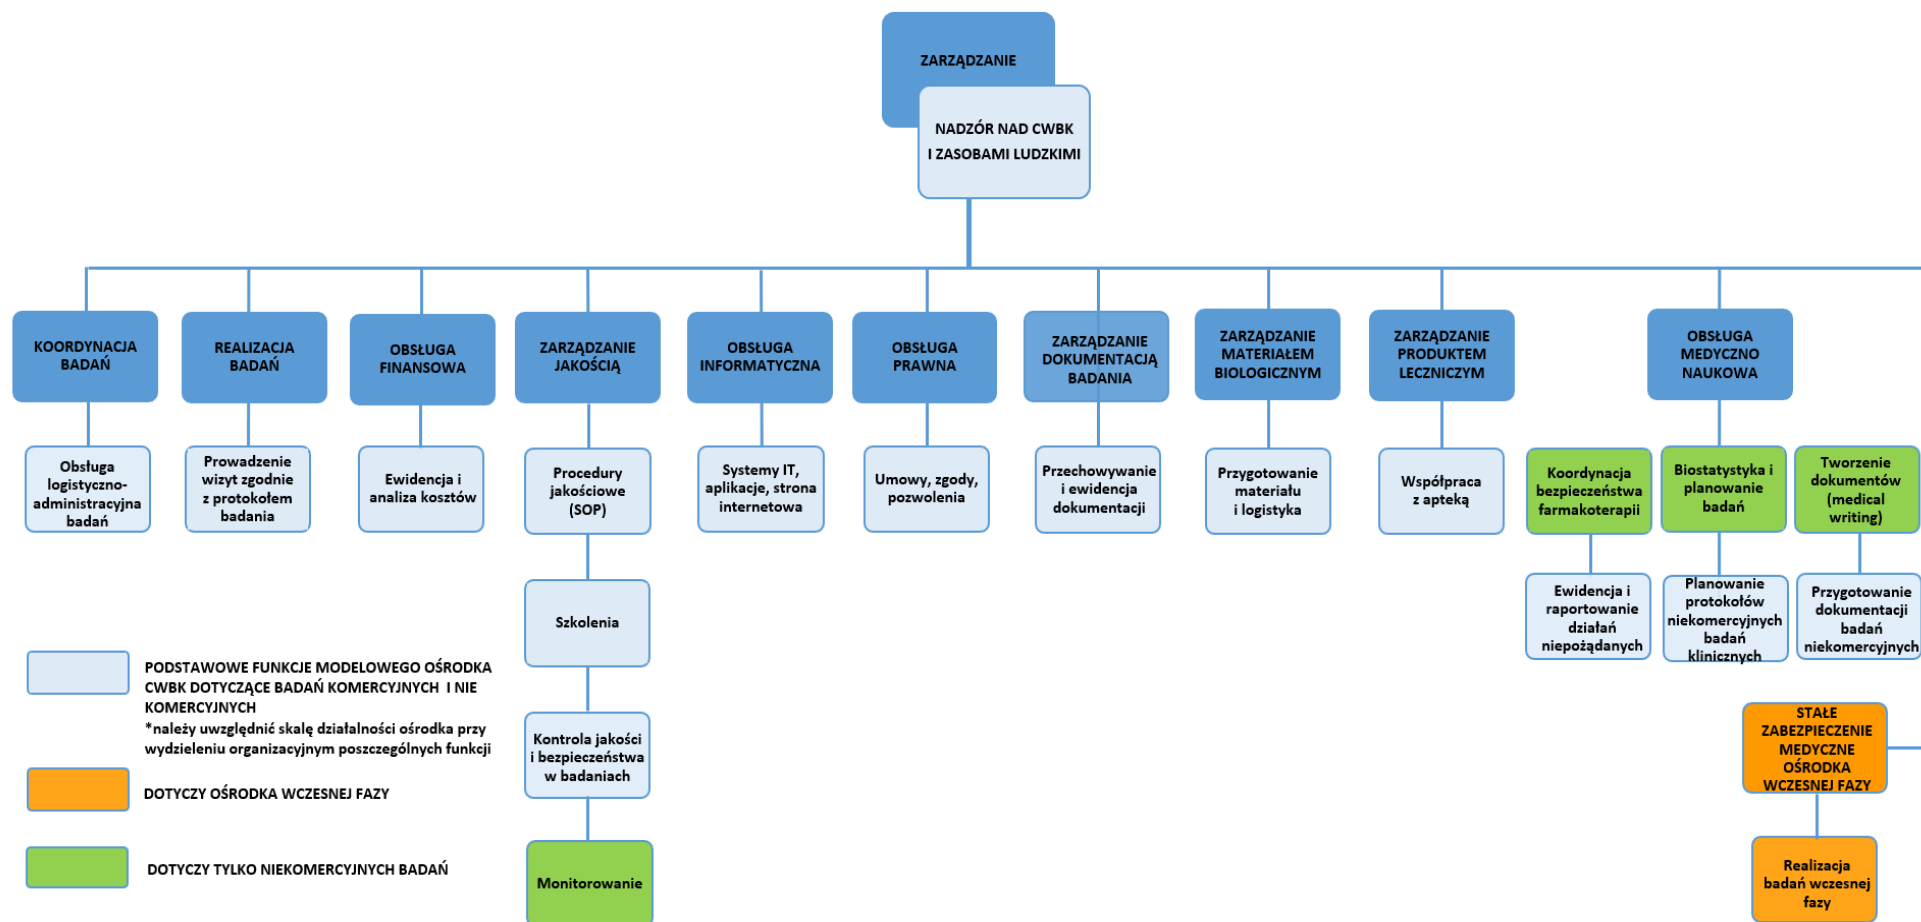 ZARZĄDZANIE
NADZÓR NAD CWBK
I ZASOBAMI LUDZKIMI
KOORDYNACJA
BADAŃ
REALIZACJA
BADAŃ
OBSŁUGA
FINANSOWA
ZARZĄDZANIE
JAKOŚCIĄ
OBSŁUGA
INFORMATYCZNA
OBSŁUGA
PRAWNA
ZARZĄDZANIE
DOKUMENTACJĄ
BADANIA
ZARZĄDZANIE
MATERIAŁEM
BIOLOGICZNYM
ZARZĄDZANIE
PRODUKTEM
LECZNICZYM
OBSŁUGA
MEDYCZNO
NAUKOWA
Obsługa
logistyczno-
administracyjna
badań
Prowadzenie
wizyt zgodnie
z protokołem
badania
Ewidencja i
analiza kosztów
Procedury
jakościowe
(SOP)
Systemy IT,
aplikacje, strona
internetowa
Umowy, zgody,
pozwolenia
Przechowywanie
i ewidencja
dokumentacji
Przygotowanie
materiału
i logistyka
Współpraca
z apteką
Koordynacja
bezpieczeństwa
farmakoterapii
Biostatystyka i
planowanie
badań
Tworzenie
dokumentów
(medical
writing)
Szkolenia
Ewidencja i
raportowanie
działań
niepożądanych
Planowanie
protokołów
niekomercyjnych
badań
klinicznych
Przygotowanie
dokumentacji
badań
niekomercyjnych
Kontrola jakości
i bezpieczeństwa
w badaniach
Monitorowanie
STAŁE
ZABEZPIECZENIE
MEDYCZNE
OŚRODKA
WCZESNEJ FAZY
Realizacja
badań wczesnej
fazy
PODSTAWOWE FUNKCJE MODELOWEGO OŚRODKA
CWBK DOTYCZĄCE BADAŃ KOMERCYJNYCH I NIE
KOMERCYJNYCH
*należy uwzględnić skalę działalności ośrodka przy
wydzieleniu organizacyjnym poszczególnych funkcji
DOTYCZY OŚRODKA WCZESNEJ FAZY
DOTYCZY TYLKO NIEKOMERCYJNYCH BADAŃ